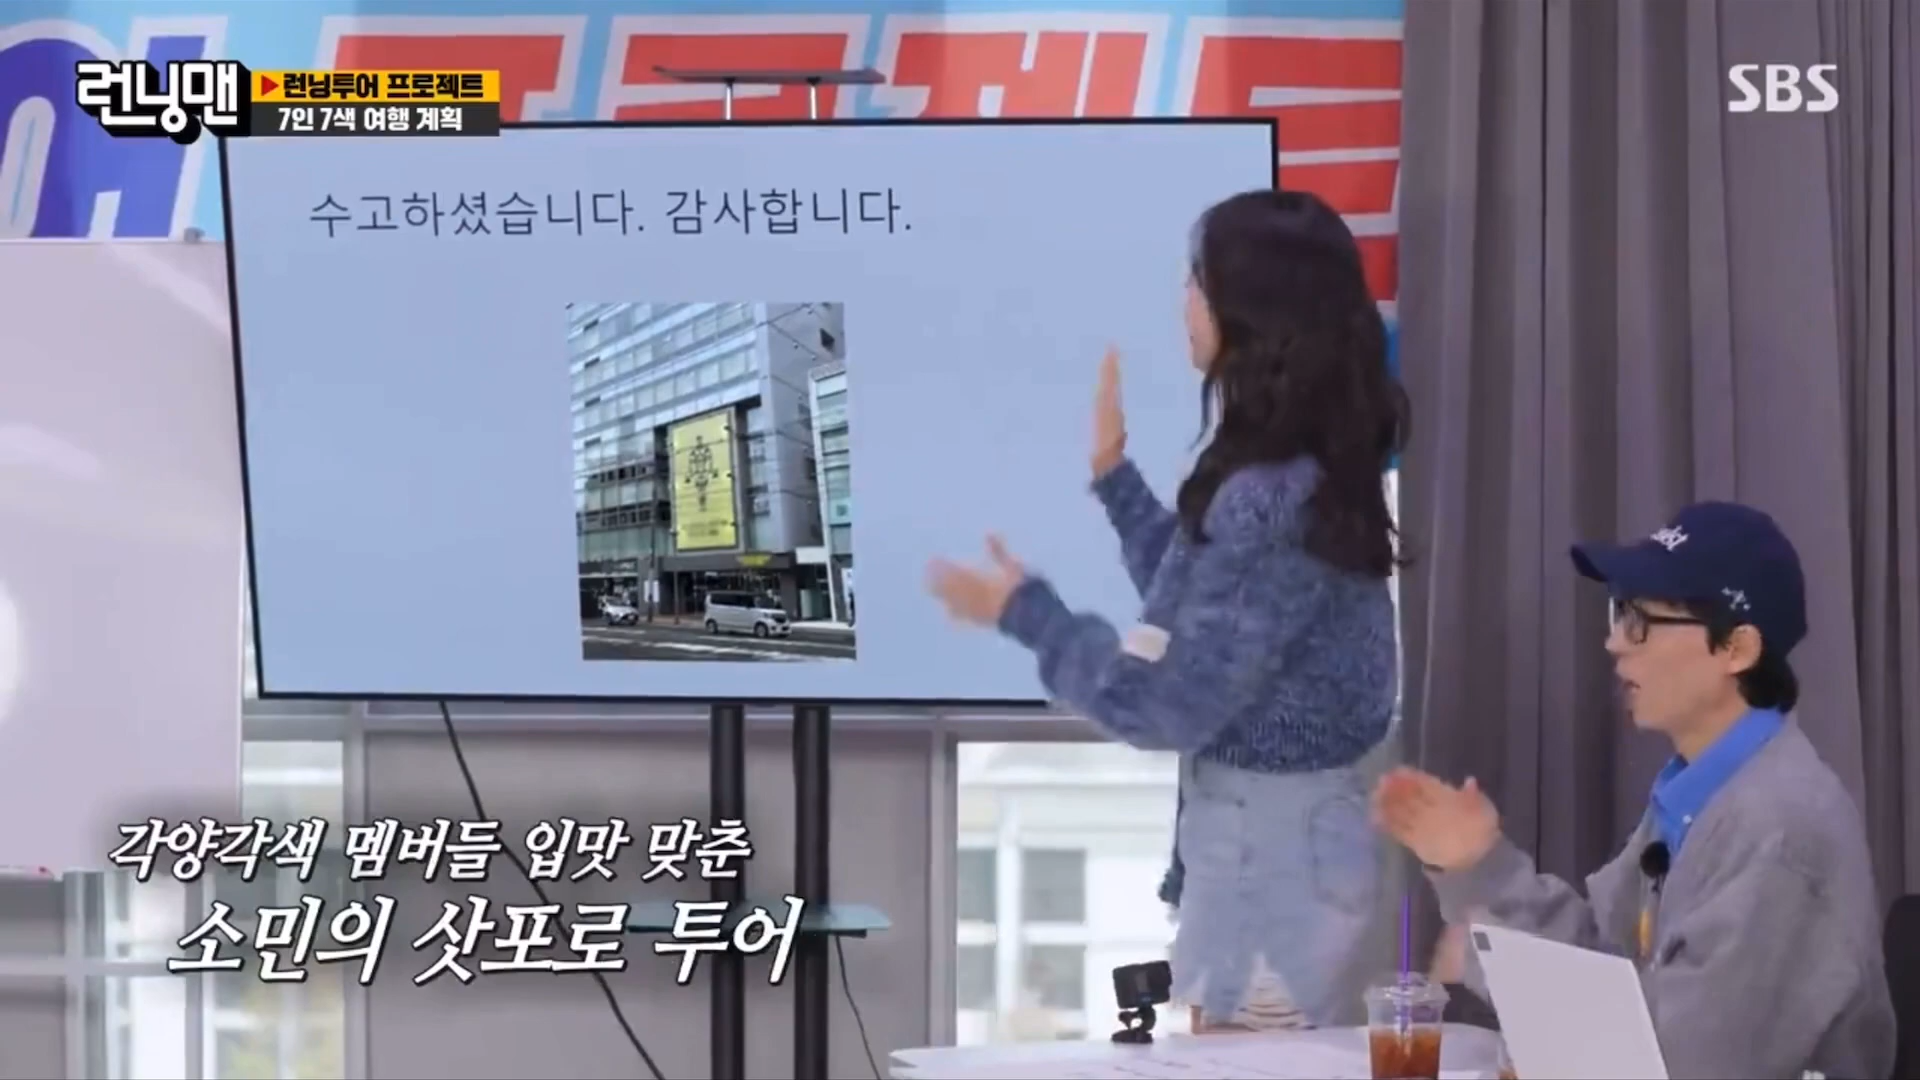 런닝맨
▶런닝투어 프로젝트
7인 7색 여행 계획
SBS
수고하셨습니다. 감사합니다.
각양각색 멤버들 입맛 맞춘
소민의 삿포로 투어